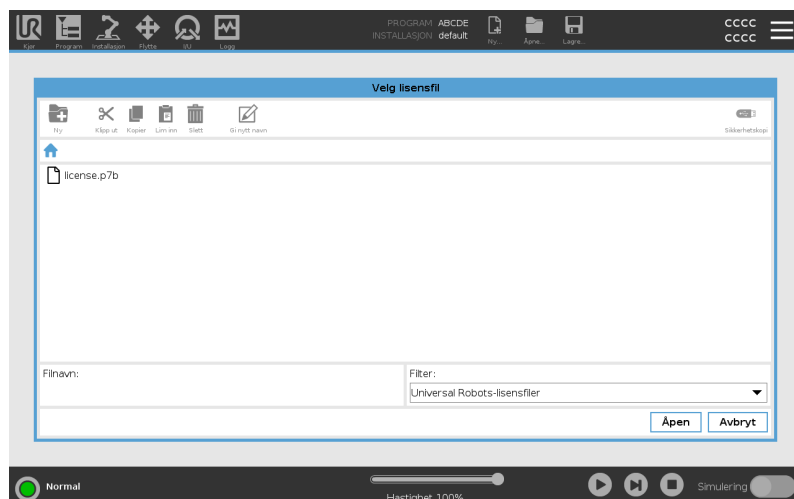 PROGRAM ABCDE
INSTALLASJON default
Kjør Program Installasjon Flytte I/U Logg
Ny... Åpne... Lagre...
CCCC
CCCC
Velg lisensfil
Ny Klipp ut Kopier Lim inn Slett Gi nytt navn Sikkerhetskopi
license.p7b
Filnavn:
Filter:
Universal Robots-lisensfiler
Åpen Avbryt
Normal
Hastighet 100%
Simulering